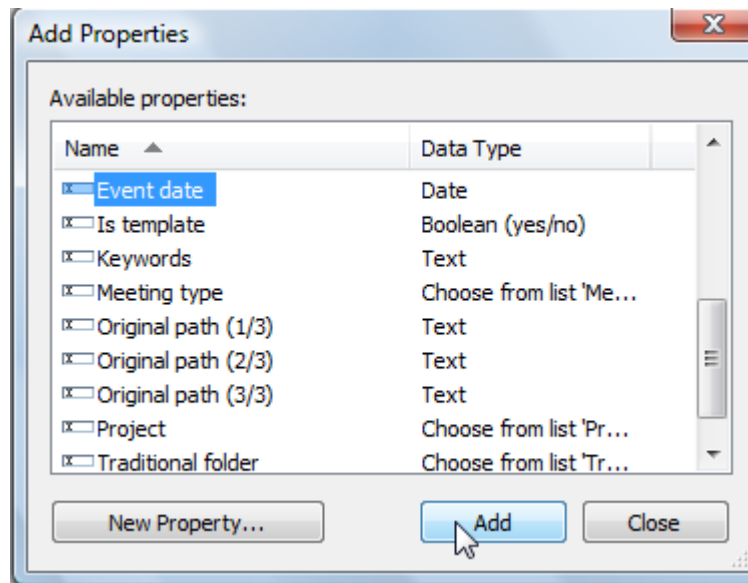 Add Properties
Available properties:
Name Data Type
Event date Date
Is template Boolean (yes/no)
Keywords Text
Meeting type Choose from list 'Me...
Original path (1/3) Text
Original path (2/3) Text
Original path (3/3) Text
Project Choose from list 'Pr...
Traditional folder Choose from list 'Tr...
New Property... Add Close